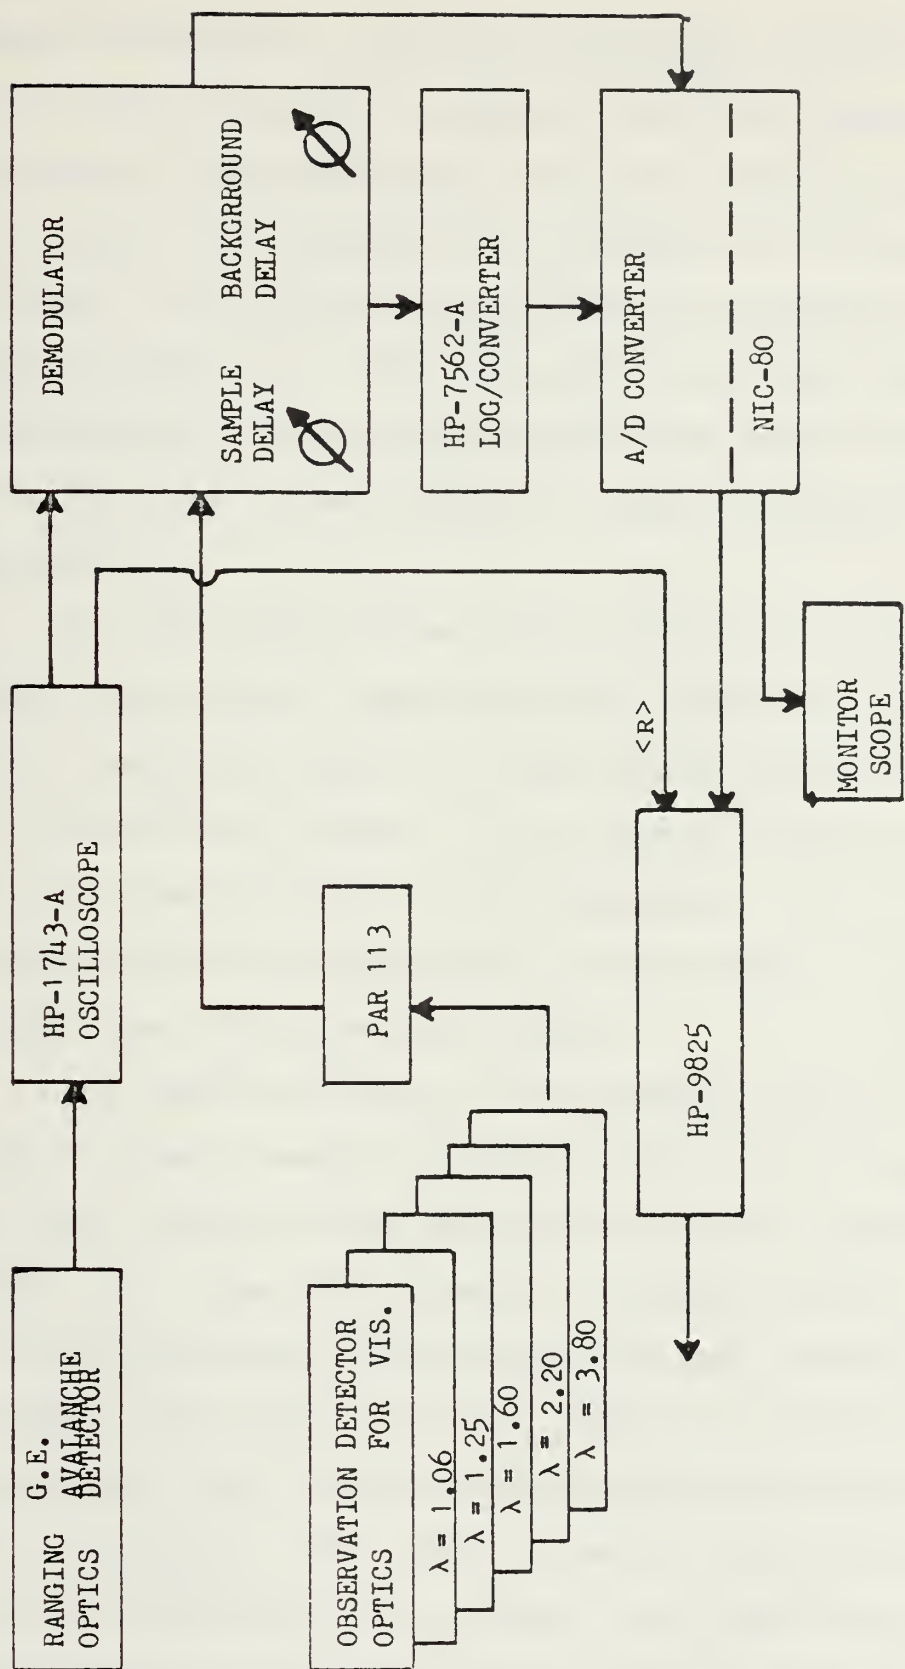 RANGING G.E.
OPTICS AVALANCHE
DETECTOR
HP-1743-A
OSCILLOSCOPE
DEMODULATOR
SAMPLE BACKGRROUND
DELAY DELAY
OBSERVATION DETECTOR
OPTICS FOR VIS.
λ = 1.06
λ = 1.25
λ = 1.60
λ = 2.20
λ = 3.80
PAR 113
HP-7562-A
LOG/CONVERTER
<R>
HP-9825
A/D CONVERTER
NIC-80
MONITOR
SCOPE